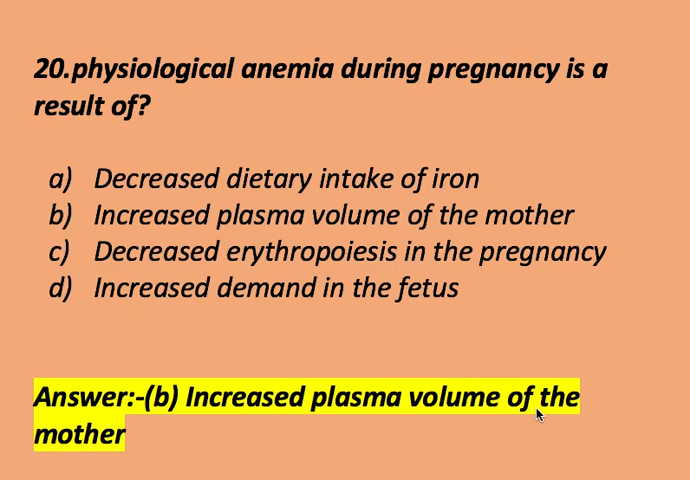 20.physiological anemia during pregnancy is a
result of?
a) Decreased dietary intake of iron
b) Increased plasma volume of the mother
c) Decreased erythropoiesis in the pregnancy
d) Increased demand in the fetus
Answer:-(b) Increased plasma volume of the
mother